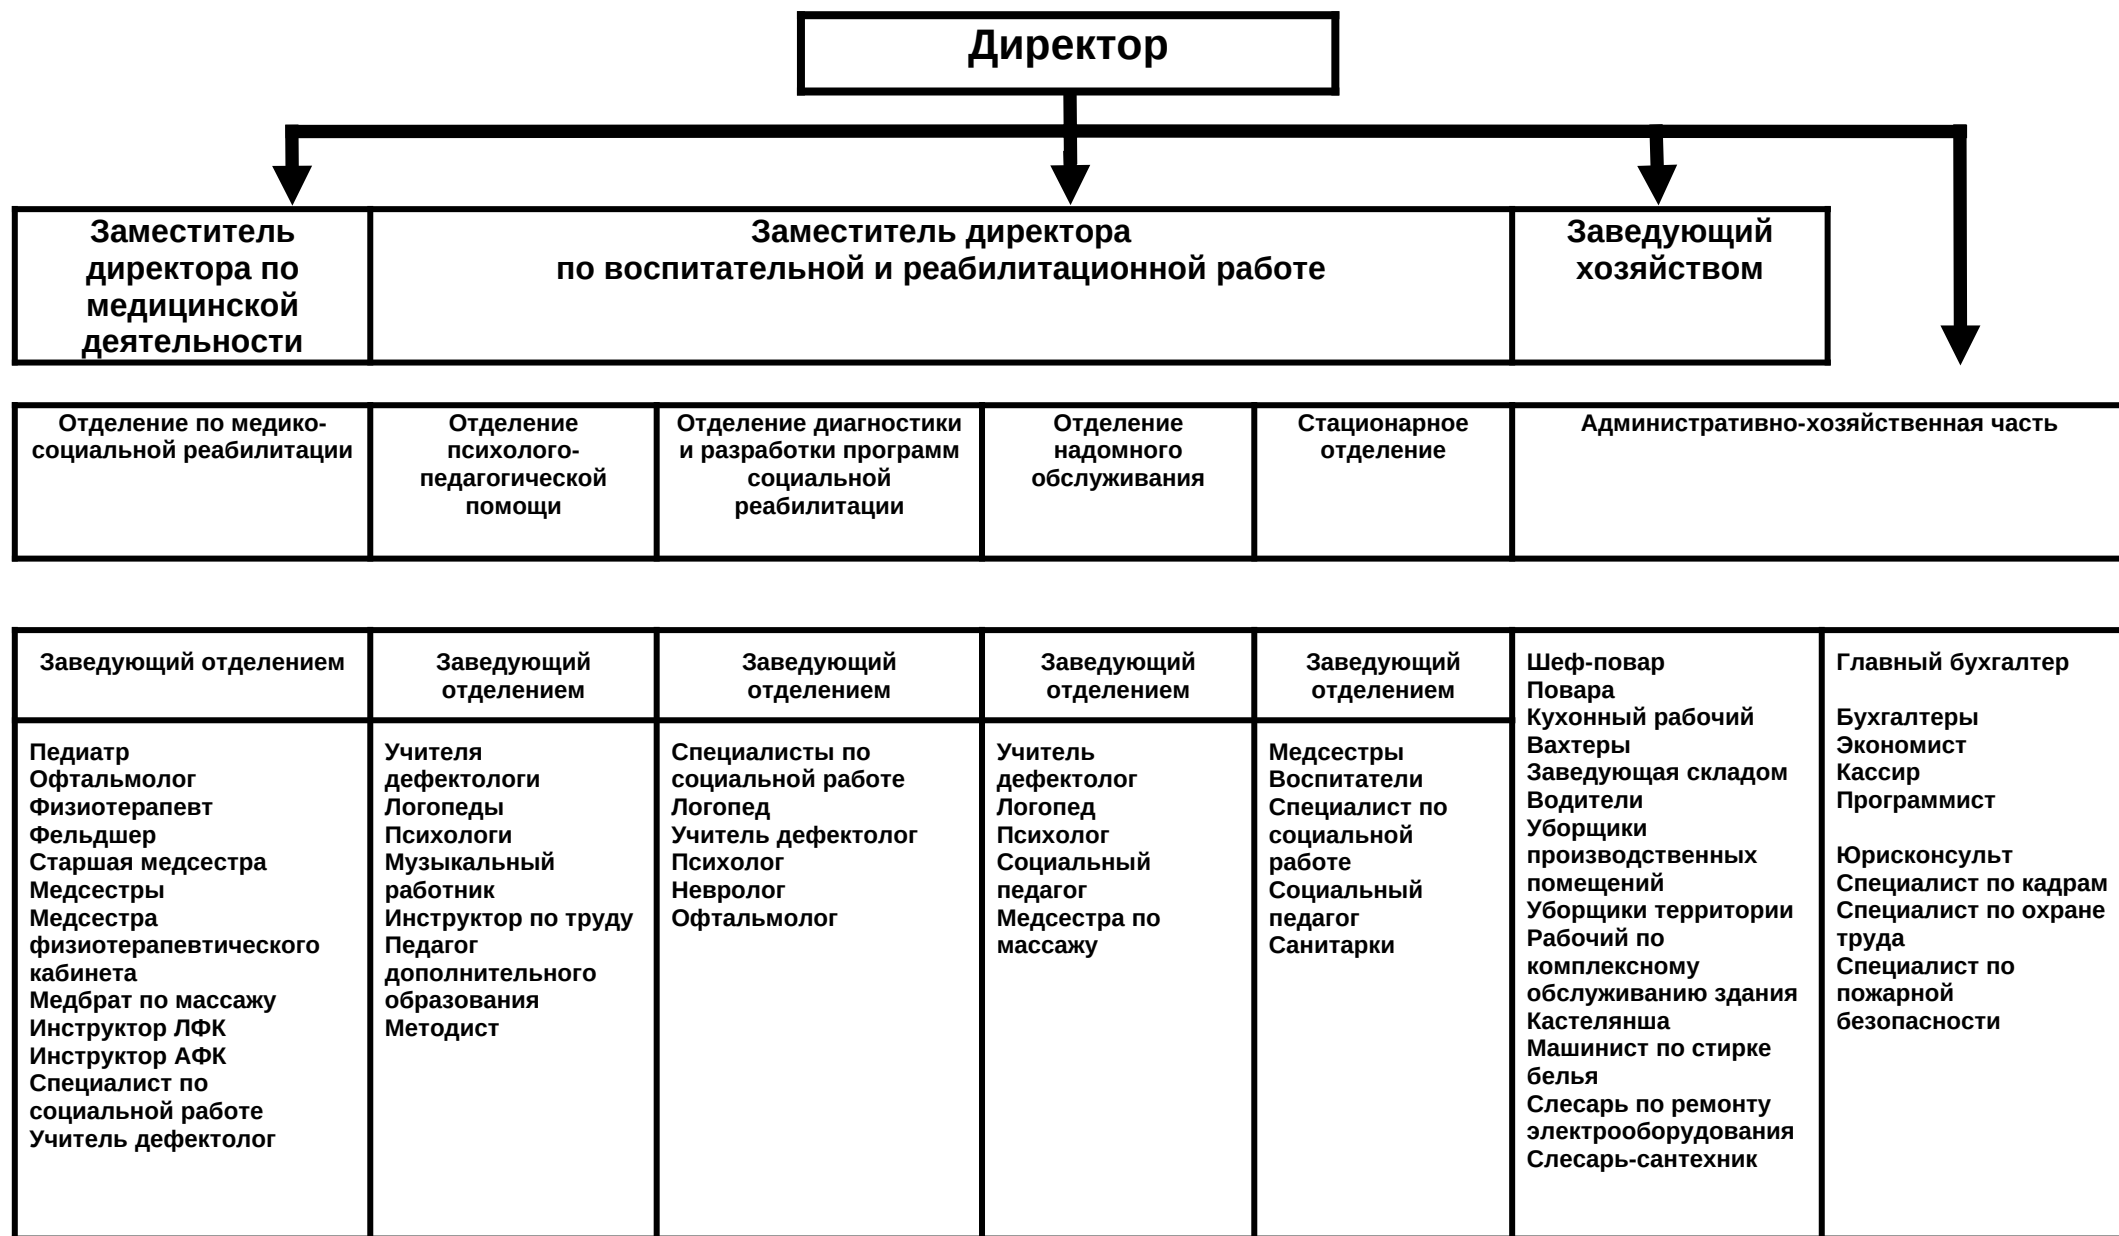 Директор
Заместитель
директора по
медицинской
деятельности
Заместитель директора
по воспитательной и реабилитационной работе
Заведующий
хозяйством
Отделение по медико-
социальной реабилитации
Отделение
психолого-
педагогической
помощи
Отделение диагностики
и разработки программ
социальной
реабилитации
Отделение
надомного
обслуживания
Стационарное
отделение
Административно-хозяйственная часть
Заведующий отделением
Заведующий
отделением
Заведующий
отделением
Заведующий
отделением
Заведующий
отделением
Педиатр
Офтальмолог
Физиотерапевт
Фельдшер
Старшая медсестра
Медсестры
Медсестра
физиотерапевтического
кабинета
Медбрат по массажу
Инструктор ЛФК
Инструктор АФК
Специалист по
социальной работе
Учитель дефектолог
Учителя
дефектологи
Логопеды
Психологи
Музыкальный
работник
Инструктор по труду
Педагог
дополнительного
образования
Методист
Специалисты по
социальной работе
Логопед
Учитель дефектолог
Психолог
Невролог
Офтальмолог
Учитель
дефектолог
Логопед
Психолог
Социальный
педагог
Медсестра по
массажу
Медсестры
Воспитатели
Специалист по
социальной
работе
Социальный
педагог
Санитарки
Шеф-повар
Повара
Кухонный рабочий
Вахтеры
Заведующая складом
Водители
Уборщики
производственных
помещений
Уборщики территории
Рабочий по
комплексному
обслуживанию здания
Кастелянша
Машинист по стирке
белья
Слесарь по ремонту
электрооборудования
Слесарь-сантехник
Главный бухгалтер
Бухгалтеры
Экономист
Кассир
Программист
Юрисконсульт
Специалист по кадрам
Специалист по охране
труда
Специалист по
пожарной
безопасности